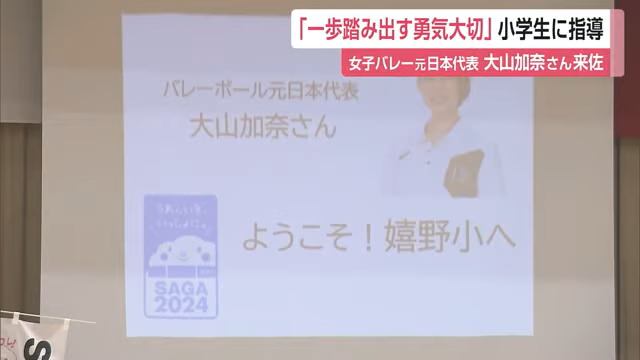 「一歩踏み出す勇気大切」小学生に指導
女子バレー元日本代表 大山加奈さん来佐
バレーボール元日本代表
大山加奈さん
ようこそ！嬉野小へ
SAGA
2024
S